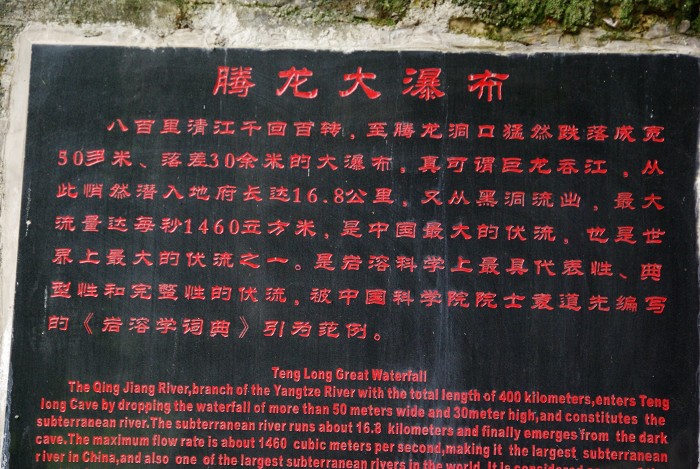 腾龙大瀑布
八百里清江千回百转，至腾龙洞口猛然跌落成宽
50多米、落差30余米的大瀑布，真可谓巨龙吞江。从
此悄然潜入地府长达16.8公里，又从黑洞流出，最大
流量达每秒1460立方米，是中国最大的伏流，也是世
界上最大的伏流之一。是岩溶科学上最具代表性、典
型性和完整性的伏流，被中国科学院院士袁道先编写
的《岩溶学词典》引为范例。
Teng Long Great Waterfall
The Qing Jiang River,branch of the Yangtze River with the total length of 400 kilometers,enters Teng
long Cave by dropping the waterfall of more than 50 meters wide and 30meter high,and constitutes the
subterranean river.The subterranean river runs about 16.8 kilometers and finally emerges from the dark
cave.The maximum flow rate is about 1460 cubic meters per second,making it the largest subterranean
river in China,and also one of the largest subterranean rivers in the world. It is considered